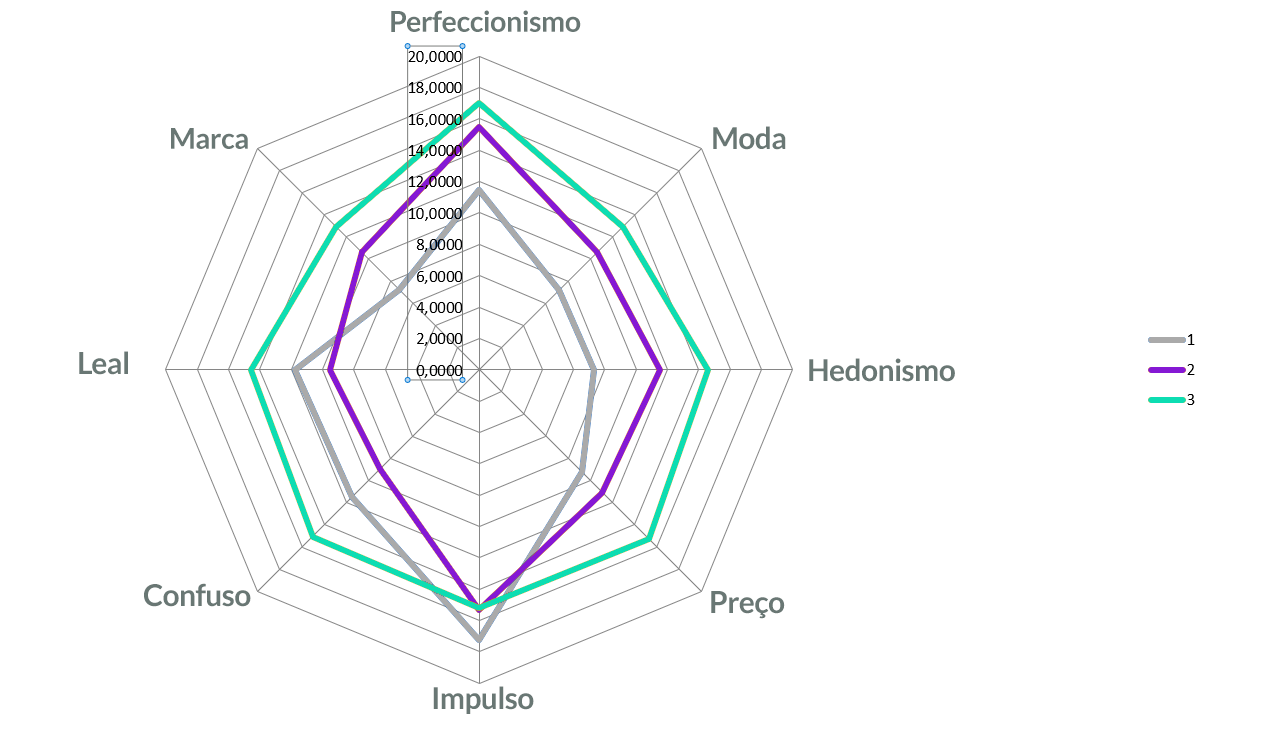 Perfeccionismo
20,0000
18,0000
16,0000
14,0000
12,0000
10,0000
8,0000
6,0000
4,0000
2,0000
0,0000
Marca
Moda
Leal
Hedonismo
Confuso
Preço
Impulso
1
2
3